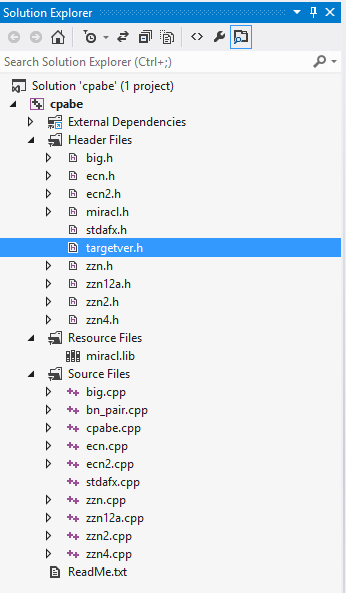 Solution Explorer
Search Solution Explorer (Ctrl+;)
Solution 'cpabe' (1 project)
cpabe
External Dependencies
Header Files
big.h
ecn.h
ecn2.h
miracl.h
stdafx.h
targetver.h
zzn.h
zzn12a.h
zzn2.h
zzn4.h
Resource Files
miracl.lib
Source Files
big.cpp
bn_pair.cpp
cpabe.cpp
ecn.cpp
ecn2.cpp
stdafx.cpp
zzn.cpp
zzn12a.cpp
zzn2.cpp
zzn4.cpp
ReadMe.txt